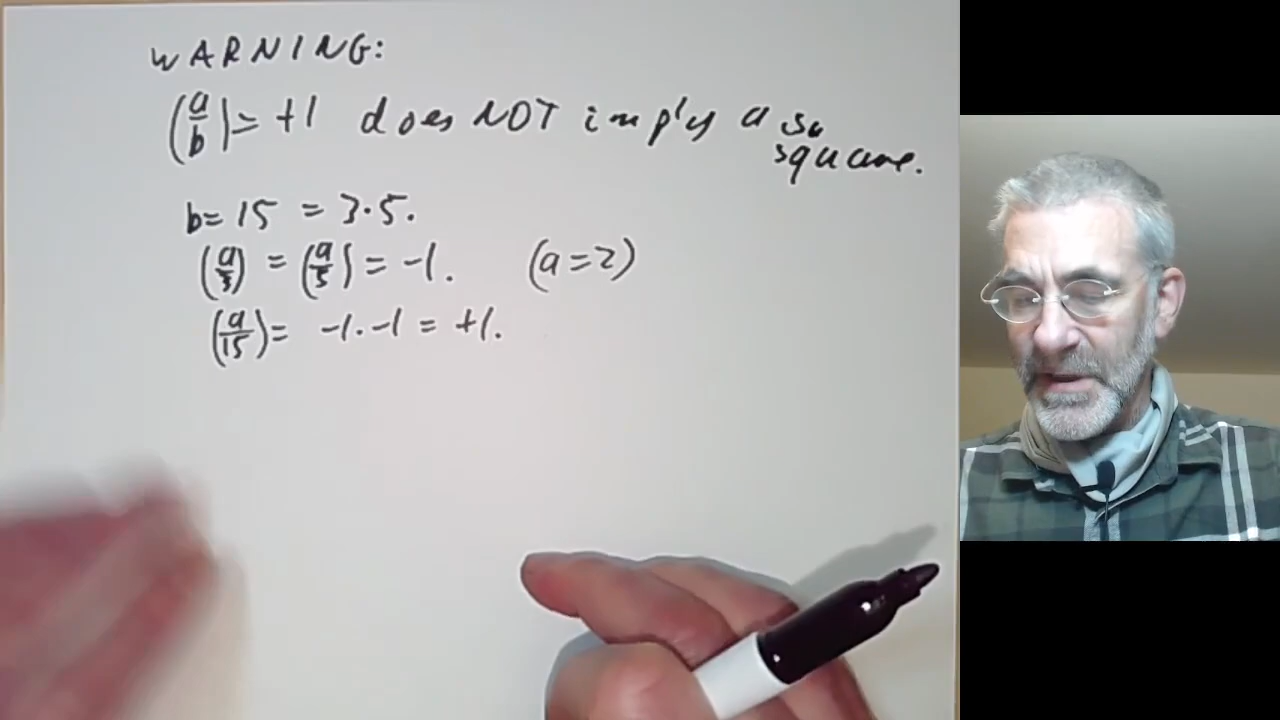 WARNING:
(a/b) = +1 does NOT imply a is a
square.
b = 15 = 3·5.
(a/3) = (a/5) = -1. (a=2)
(a/15) = -1·-1 = +1.